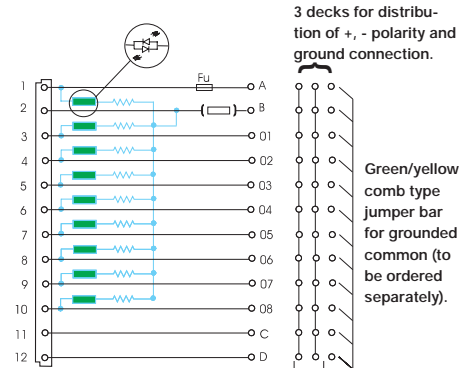 3 decks for distribu-
tion of +, - polarity and
ground connection.
Fu
1 A
2 B
3 01
4 02
5 03
6 04
7 05
8 06
9 07
10 08
11 C
12 D
Green/yellow
comb type
jumper bar
for grounded
common (to
be ordered
separately).